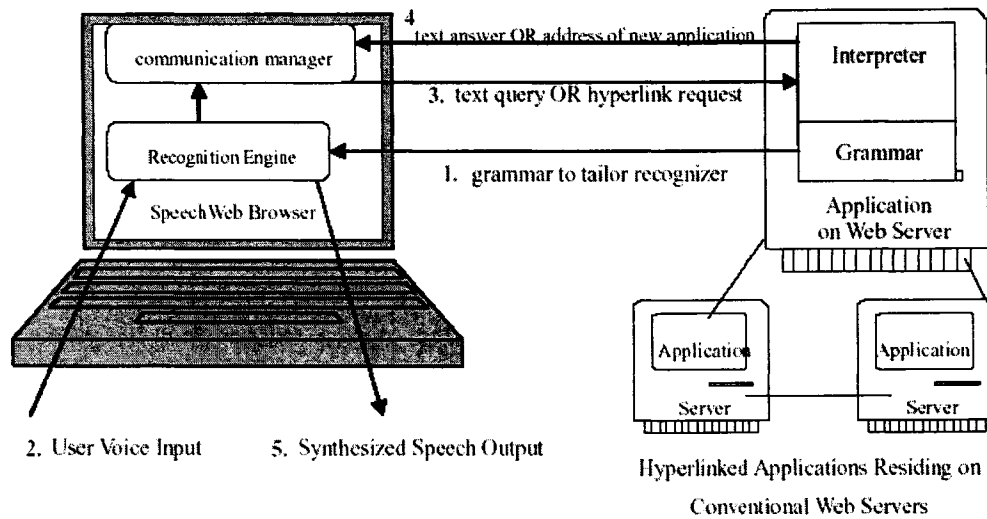 4
text answer OR address of new application
communication manager
Interpreter
3. text query OR hyperlink request
Recognition Engine
Grammar
1. grammar to tailor recognizer
SpeechWeb Browser
Application
on Web Server
Application
Application
Server
Server
2. User Voice Input
5. Synthesized Speech Output
Hyperlinked Applications Residing on
Conventional Web Servers